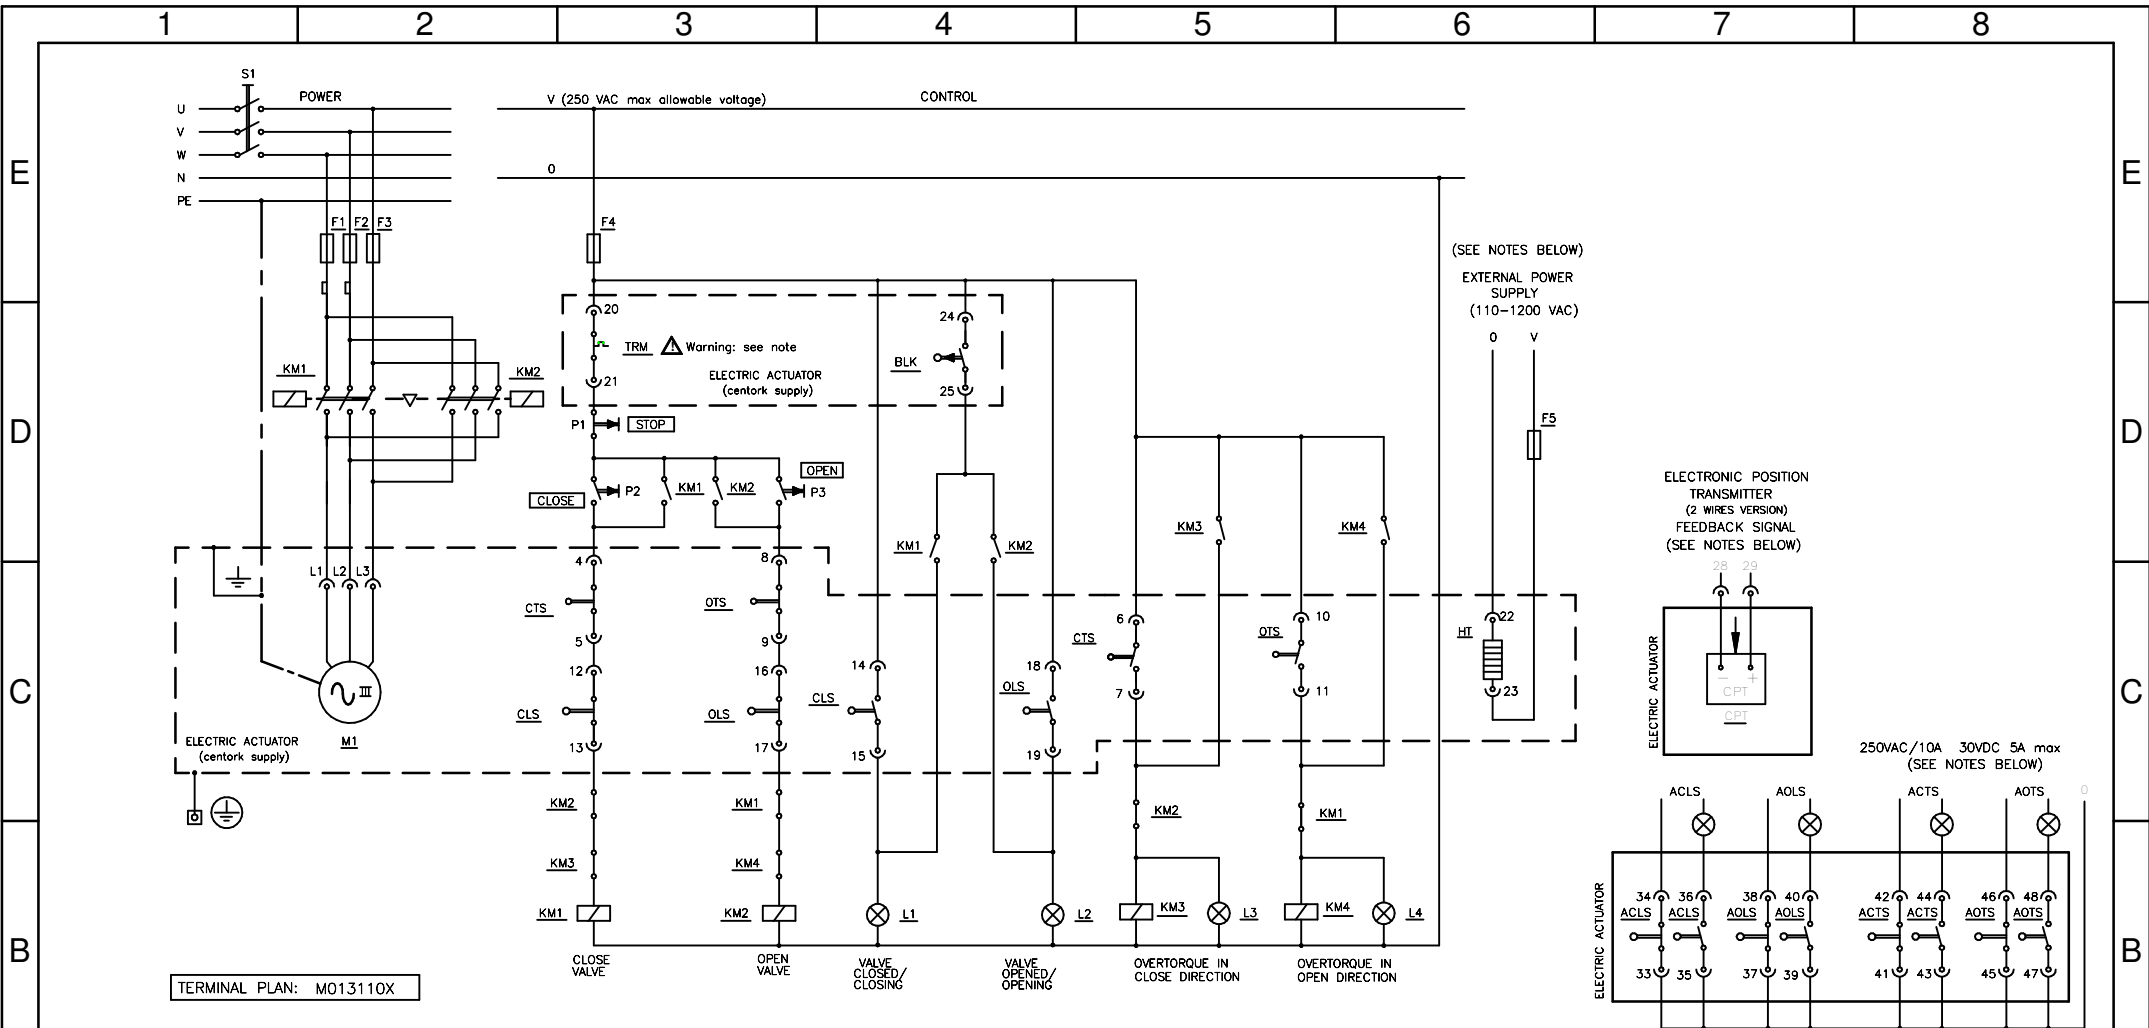 1 2 3 4 5 6 7 8
S1
POWER
V (250 VAC max allowable voltage)
CONTROL
U
V
W
N
PE
0
E
E
F1 F2 F3
F4
(SEE NOTES BELOW)
EXTERNAL POWER
SUPPLY
(110-1200 VAC)
0 V
20
TRM
Warning: see note
21
ELECTRIC ACTUATOR
(centork supply)
24
BLK
25
KM1
KM2
D
D
P1 STOP
F5
CLOSE
P2
KM1
KM2
OPEN
P3
KM1
KM2
KM3
KM4
ELECTRONIC POSITION
TRANSMITTER
(2 WIRES VERSION)
FEEDBACK SIGNAL
(SEE NOTES BELOW)
28 29
L1 L2 L3
4
8
CTS
OTS
5
9
12
16
CLS
OLS
13
17
14
CLS
15
18
OLS
19
6
CTS
7
10
OTS
11
22
HT
23
ELECTRIC ACTUATOR
- +
CPT
CPT
C
C
III
M1
ELECTRIC ACTUATOR
(centork supply)
250VAC/10A 30VDC 5A max
(SEE NOTES BELOW)
ACLS AOLS ACTS AOTS 0
KM2
KM1
KM2
KM1
KM3
KM4
KM1
KM2
L1
L2
KM3
L3
KM4
L4
ELECTRIC ACTUATOR
34 36 38 40 42 44 46 48
ACLS ACLS AOLS AOLS ACTS ACTS AOTS AOTS
33 35 37 39 41 43 45 47
B
B
CLOSE
VALVE
OPEN
VALVE
VALVE
CLOSED/
CLOSING
VALVE
OPENED/
OPENING
OVERTORQUE IN
CLOSE DIRECTION
OVERTORQUE IN
OPEN DIRECTION
TERMINAL PLAN: M013110X